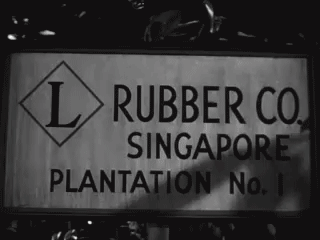 L RUBBER CO.
SINGAPORE
PLANTATION No. 1